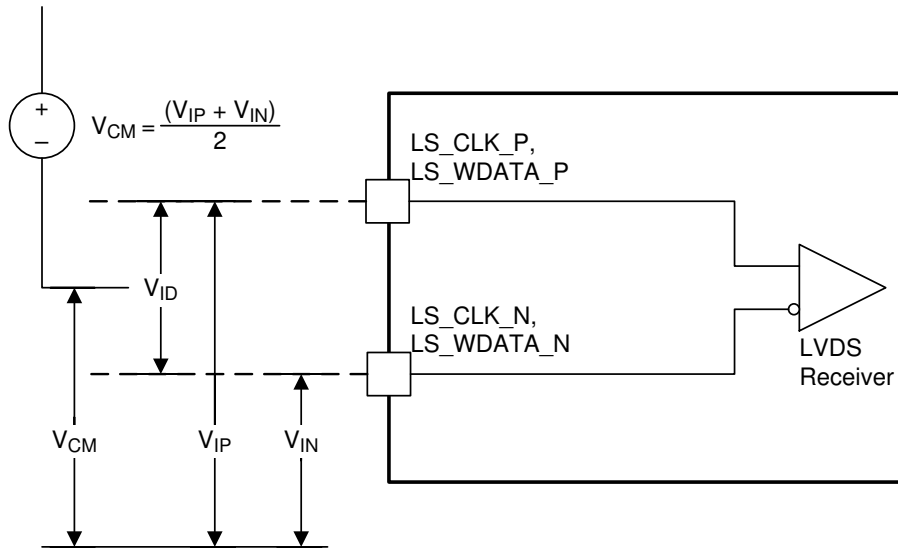 +
−
V_CM = (V_IP + V_IN)
2
LS_CLK_P,
LS_WDATA_P
V_ID
LS_CLK_N,
LS_WDATA_N
LVDS
Receiver
V_CM
V_IP
V_IN